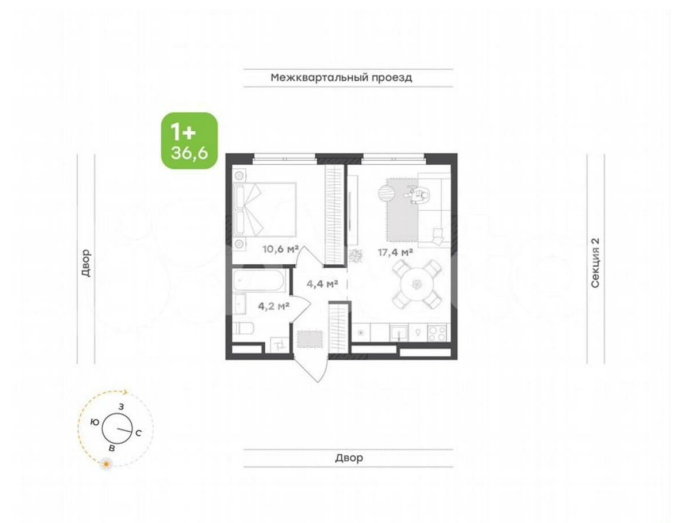 Межквартальный проезд
1+
36,6
10,6 м²
17,4 м²
4,4 м²
4,2 м²
Двор
Секция 2
З
Ю
С
В
Двор